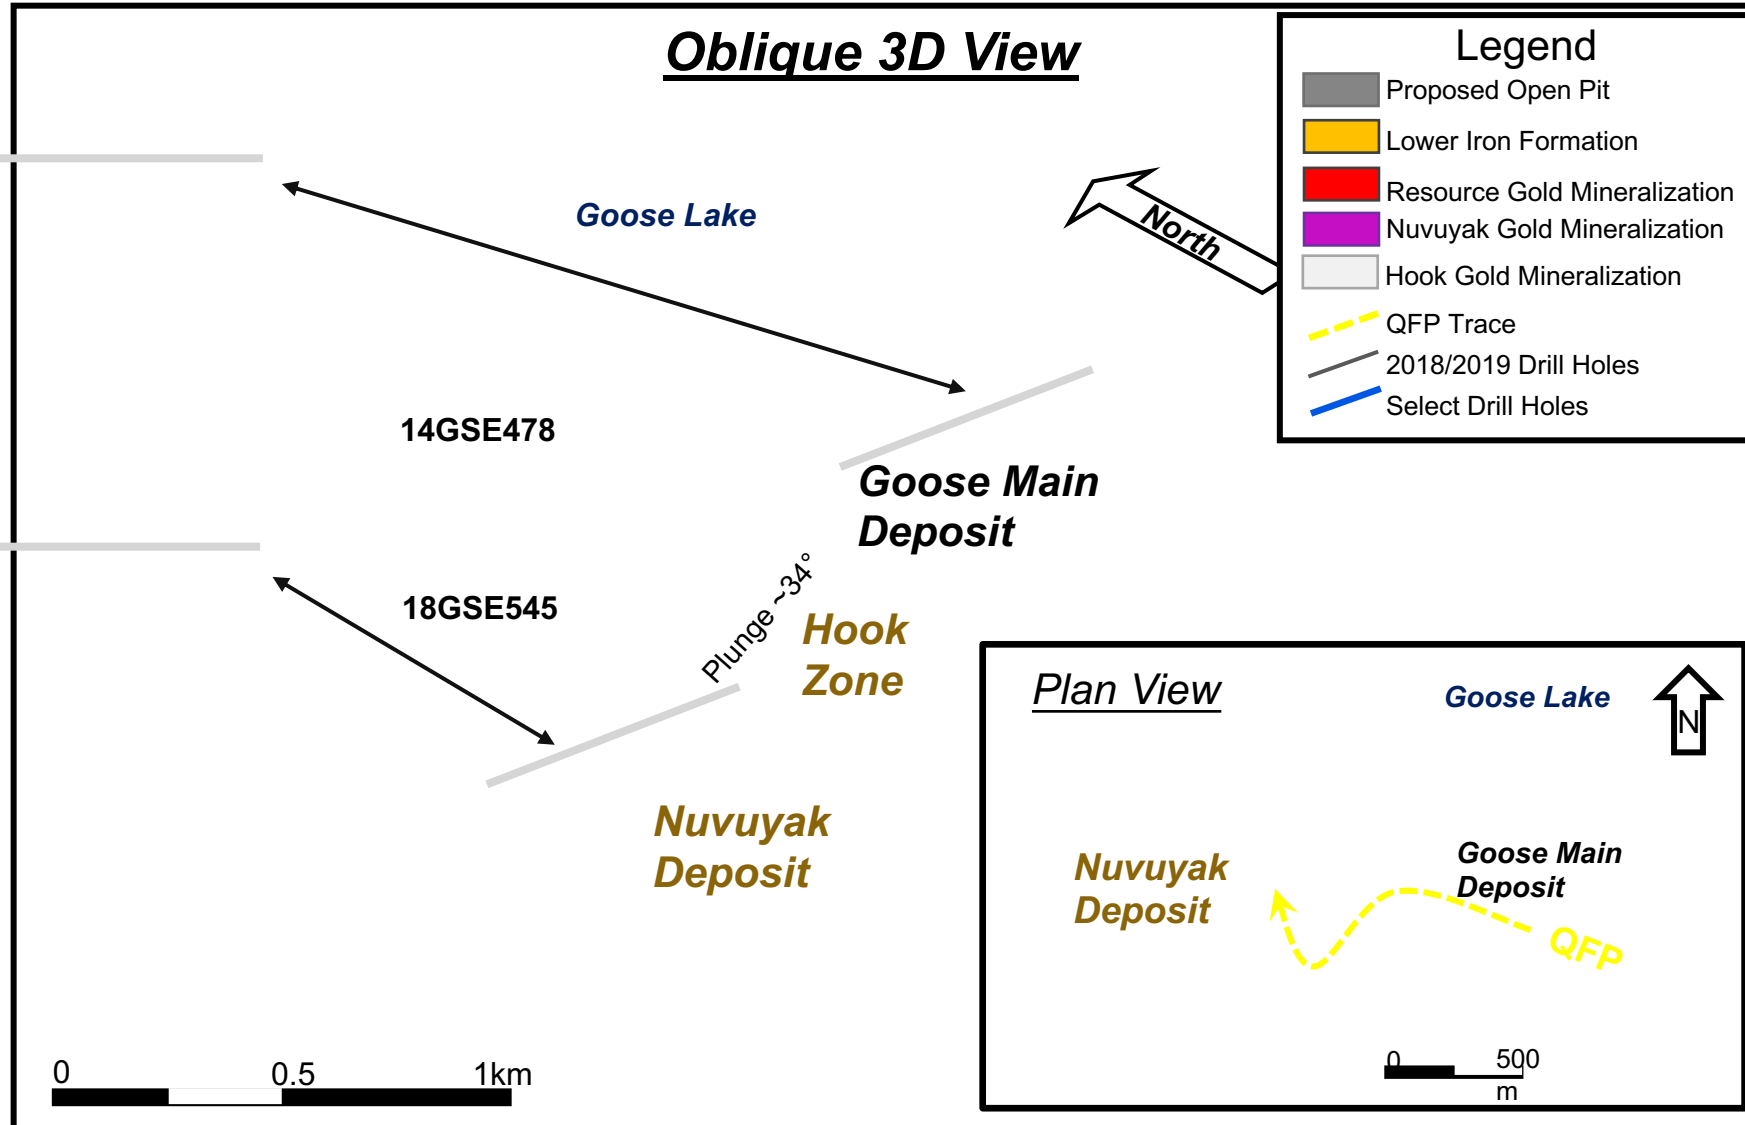 Oblique 3D View
Legend
Proposed Open Pit
Lower Iron Formation
Resource Gold Mineralization
Nuvuyak Gold Mineralization
Hook Gold Mineralization
QFP Trace
2018/2019 Drill Holes
Select Drill Holes
Goose Lake
North
14GSE478
Goose Main
Deposit
Plunge ~34°
18GSE545
Hook
Zone
Nuvuyak
Deposit
0 0.5 1km
Plan View
Goose Lake
N
Goose Main
Deposit
Nuvuyak
Deposit
QFP
0 500
m